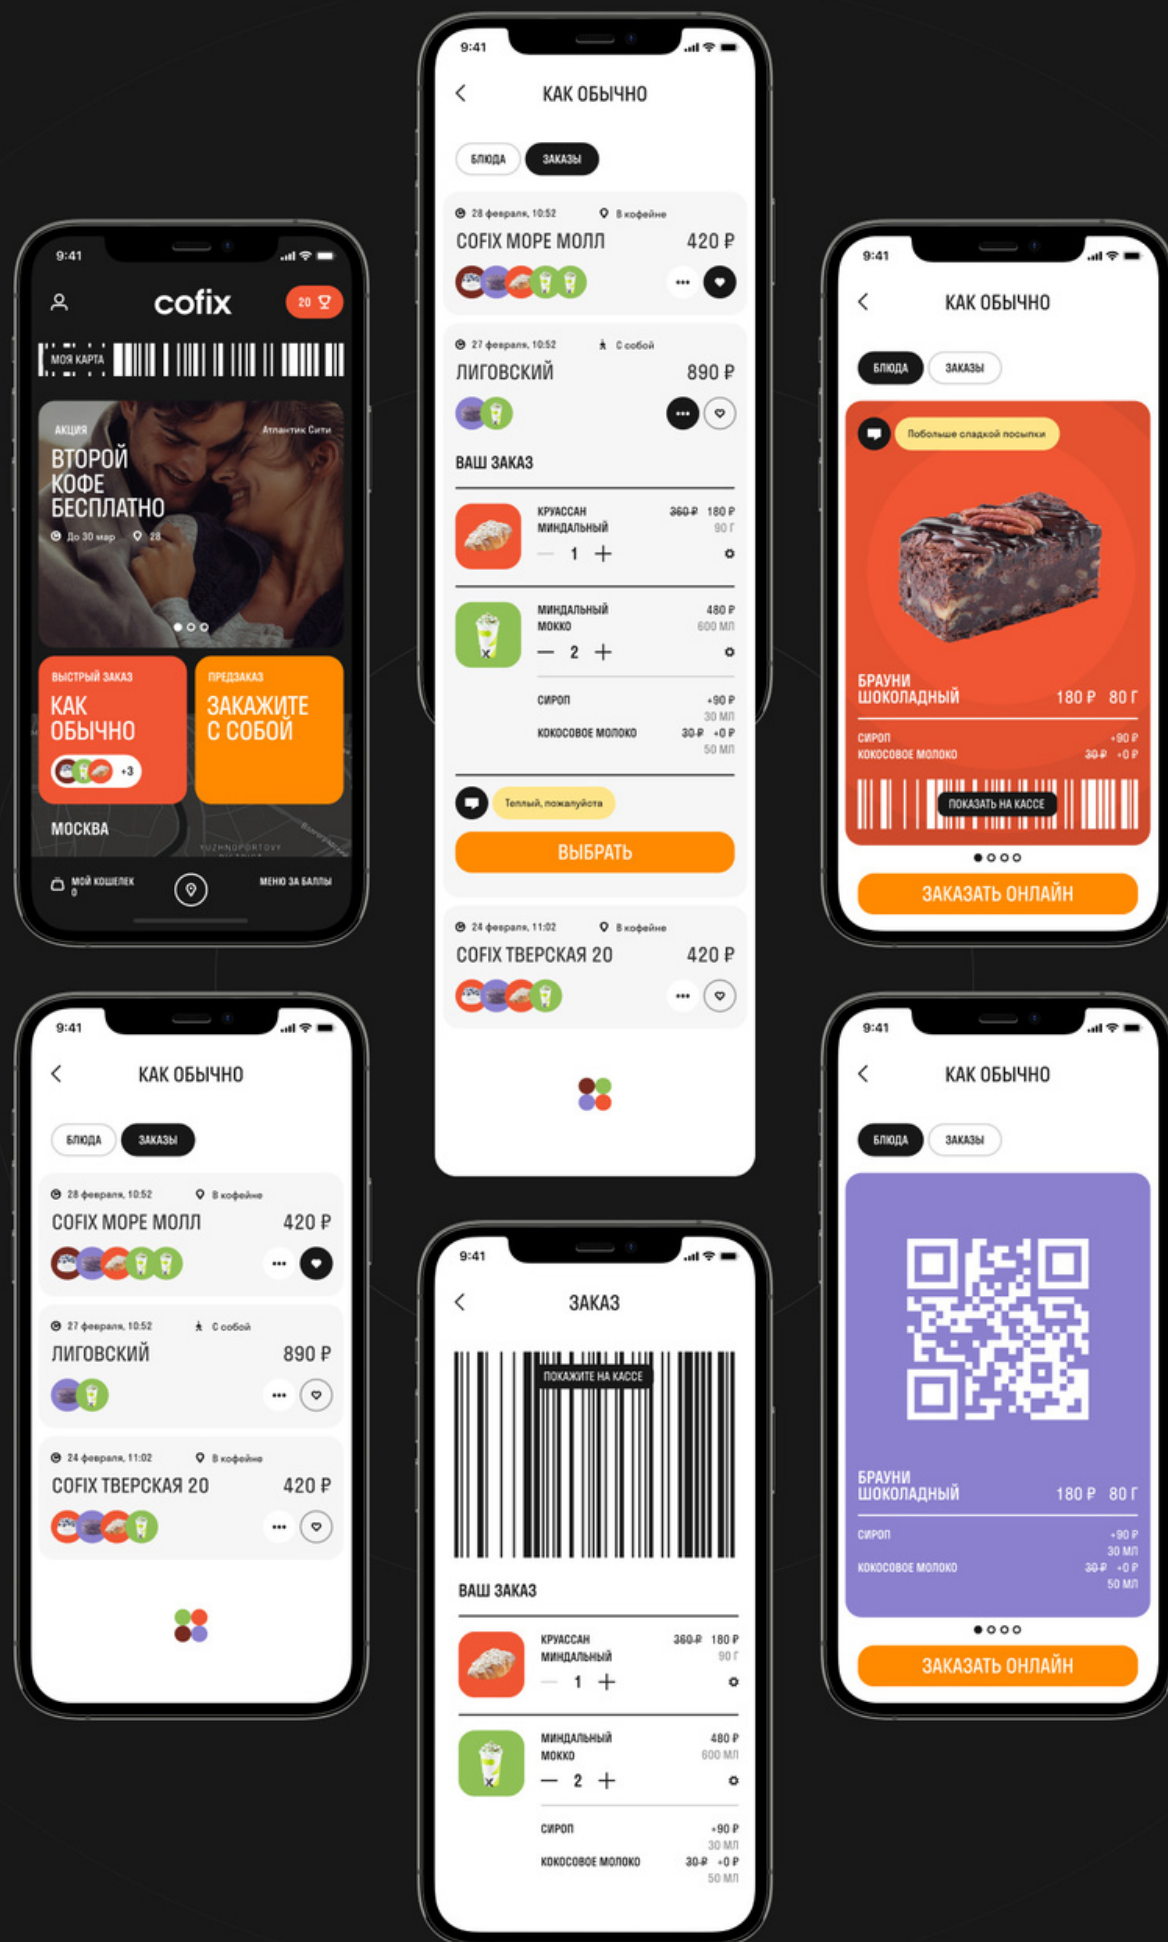 9:41
КАК ОБЫЧНО
БЛЮДА
ЗАКАЗЫ
28 февраля, 10:52
В кофейне
COFIX МОРЕ МОЛЛ
420 ₽
27 февраля, 10:52
С собой
ЛИГОВСКИЙ
890 ₽
ВАШ ЗАКАЗ
КРУАССАН
МИНДАЛЬНЫЙ
360 ₽ 180 ₽
90 Г
1
МИНДАЛЬНЫЙ
МОККО
480 ₽
600 МЛ
2
СИРОП
+90 ₽
30 МЛ
КОКОСОВОЕ МОЛОКО
30 ₽ +0 ₽
50 МЛ
Теплый, пожалуйста
ВЫБРАТЬ
24 февраля, 11:02
В кофейне
COFIX ТВЕРСКАЯ 20
420 ₽
9:41
cofix
20
МОЯ КАРТА
АКЦИЯ
Атлантик Сити
ВТОРОЙ
КОФЕ
БЕСПЛАТНО
До 30 мар
28
БЫСТРЫЙ ЗАКАЗ
КАК
ОБЫЧНО
+3
ПРЕДЗАКАЗ
ЗАКАЖИТЕ
С СОБОЙ
МОСКВА
YUZHNOPORTOVY
МОЙ КОШЕЛЕК
0
МЕНЮ ЗА БАЛЛЫ
9:41
КАК ОБЫЧНО
БЛЮДА
ЗАКАЗЫ
Побольше сладкой посыпки
БРАУНИ
ШОКОЛАДНЫЙ
180 ₽ 80 Г
СИРОП
+90 ₽
КОКОСОВОЕ МОЛОКО
30 ₽ +0 ₽
ПОКАЗАТЬ НА КАССЕ
ЗАКАЗАТЬ ОНЛАЙН
9:41
КАК ОБЫЧНО
БЛЮДА
ЗАКАЗЫ
28 февраля, 10:52
В кофейне
COFIX МОРЕ МОЛЛ
420 ₽
27 февраля, 10:52
С собой
ЛИГОВСКИЙ
890 ₽
24 февраля, 11:02
В кофейне
COFIX ТВЕРСКАЯ 20
420 ₽
9:41
ЗАКАЗ
ПОКАЖИТЕ НА КАССЕ
ВАШ ЗАКАЗ
КРУАССАН
МИНДАЛЬНЫЙ
360 ₽ 180 ₽
90 Г
1
МИНДАЛЬНЫЙ
МОККО
480 ₽
600 МЛ
2
СИРОП
+90 ₽
30 МЛ
КОКОСОВОЕ МОЛОКО
30 ₽ +0 ₽
50 МЛ
9:41
КАК ОБЫЧНО
БЛЮДА
ЗАКАЗЫ
БРАУНИ
ШОКОЛАДНЫЙ
180 ₽ 80 Г
СИРОП
+90 ₽
30 МЛ
КОКОСОВОЕ МОЛОКО
30 ₽ +0 ₽
50 МЛ
ЗАКАЗАТЬ ОНЛАЙН